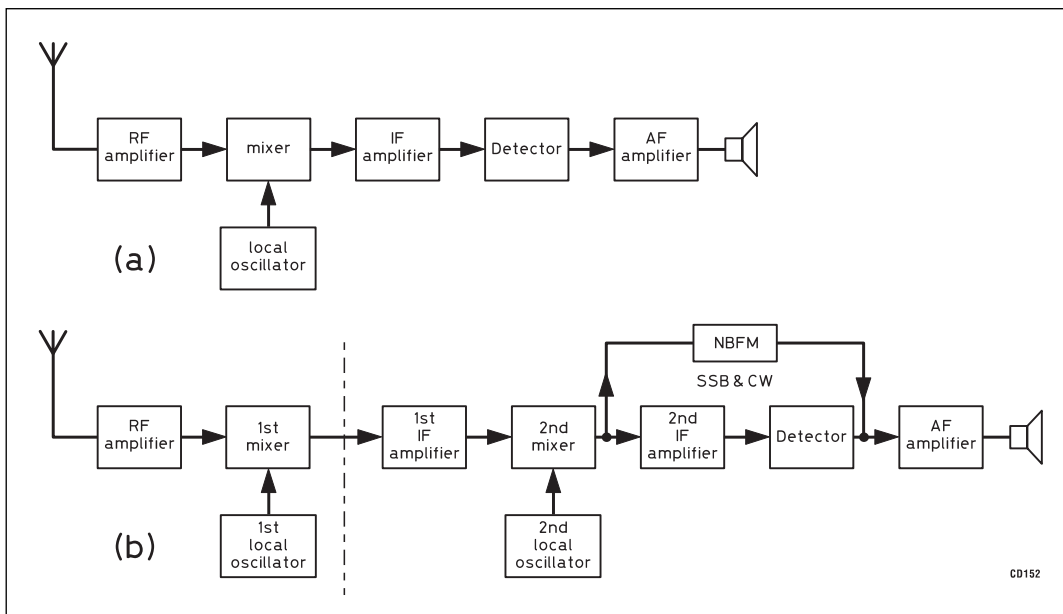 RF
amplifier
mixer
IF
amplifier
Detector
AF
amplifier
local
oscillator
(a)
NBFM
SSB & CW
RF
amplifier
1st
mixer
1st
IF
amplifier
2nd
mixer
2nd
IF
amplifier
Detector
AF
amplifier
1st
local
oscillator
2nd
local
oscillator
(b)
CD152